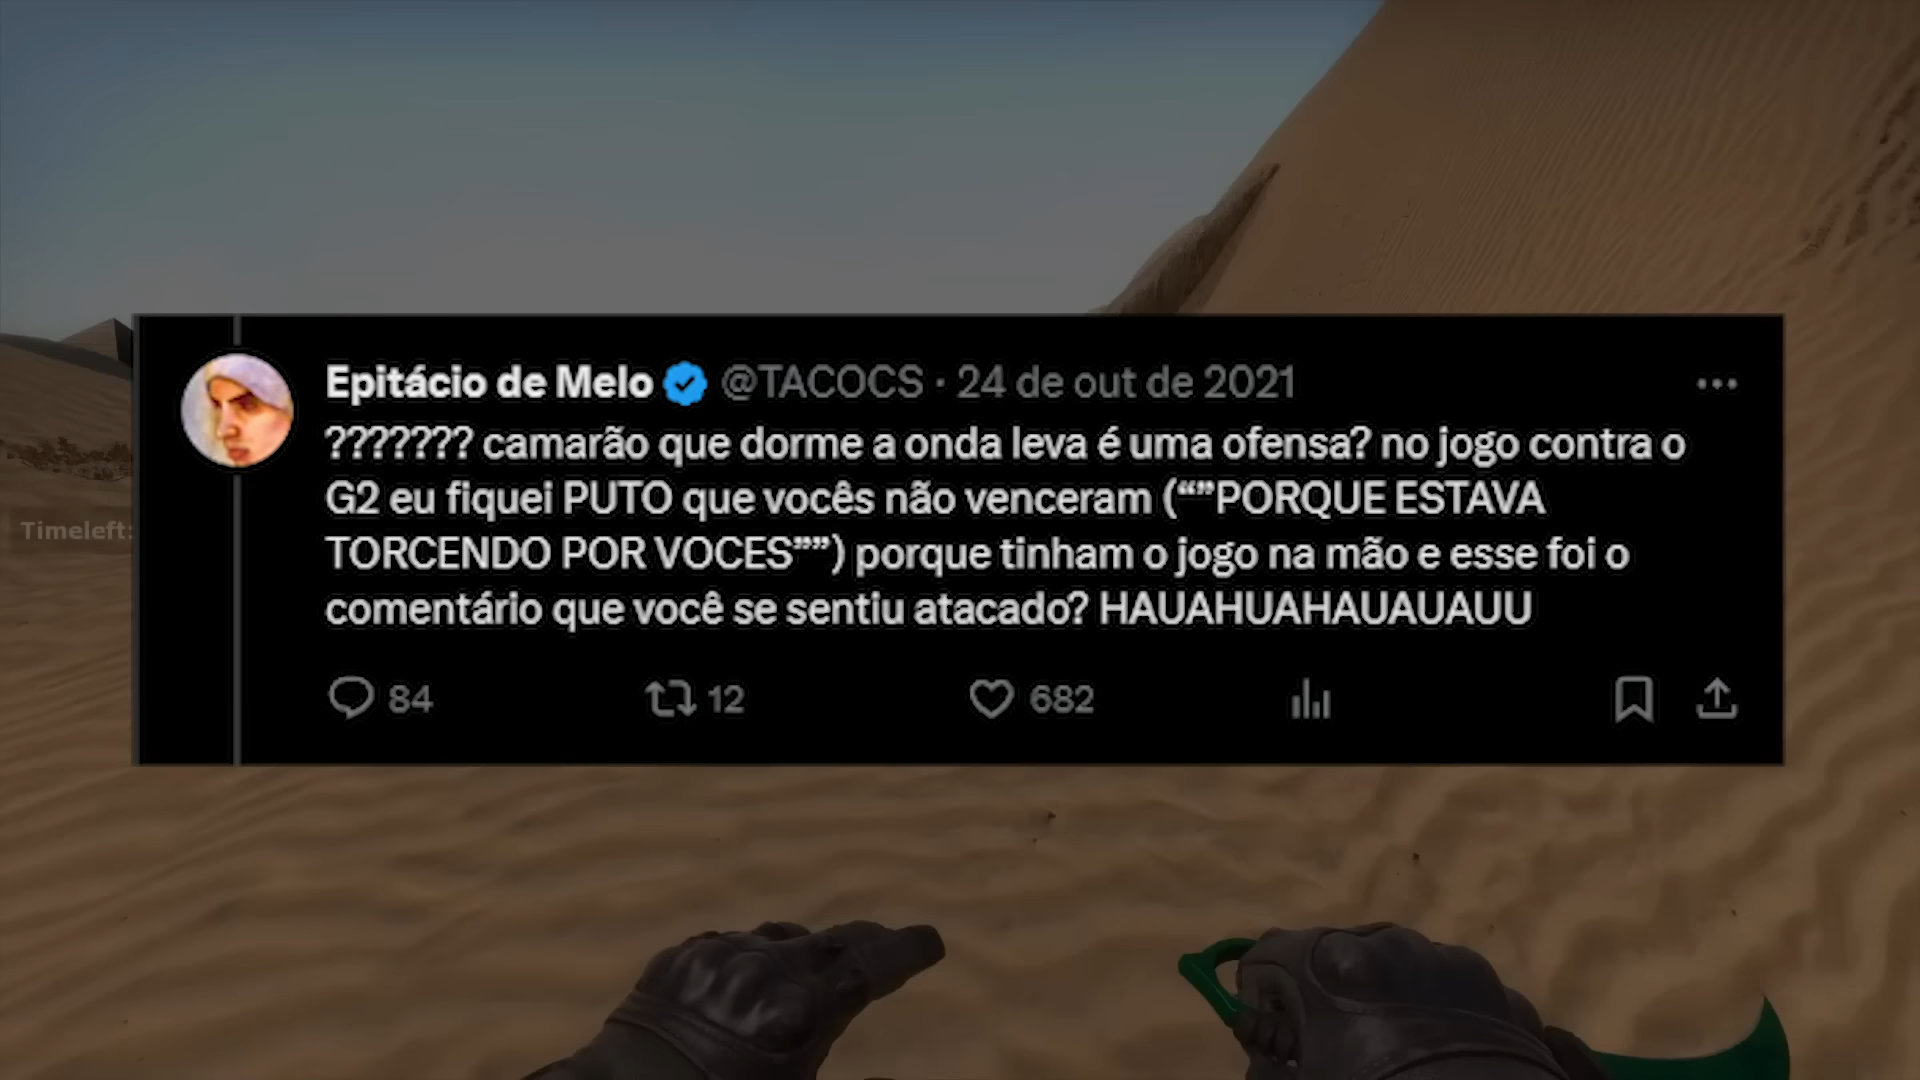 Epitácio de Melo @TACOCS · 24 de out de 2021
??????? camarão que dorme a onda leva é uma ofensa? no jogo contra o
G2 eu fiquei PUTO que vocês não venceram (“”PORQUE ESTAVA
TORCENDO POR VOCES””) porque tinham o jogo na mão e esse foi o
comentário que você se sentiu atacado? HAUAHUAHAUAUAUU
84 12 682
Timeleft: